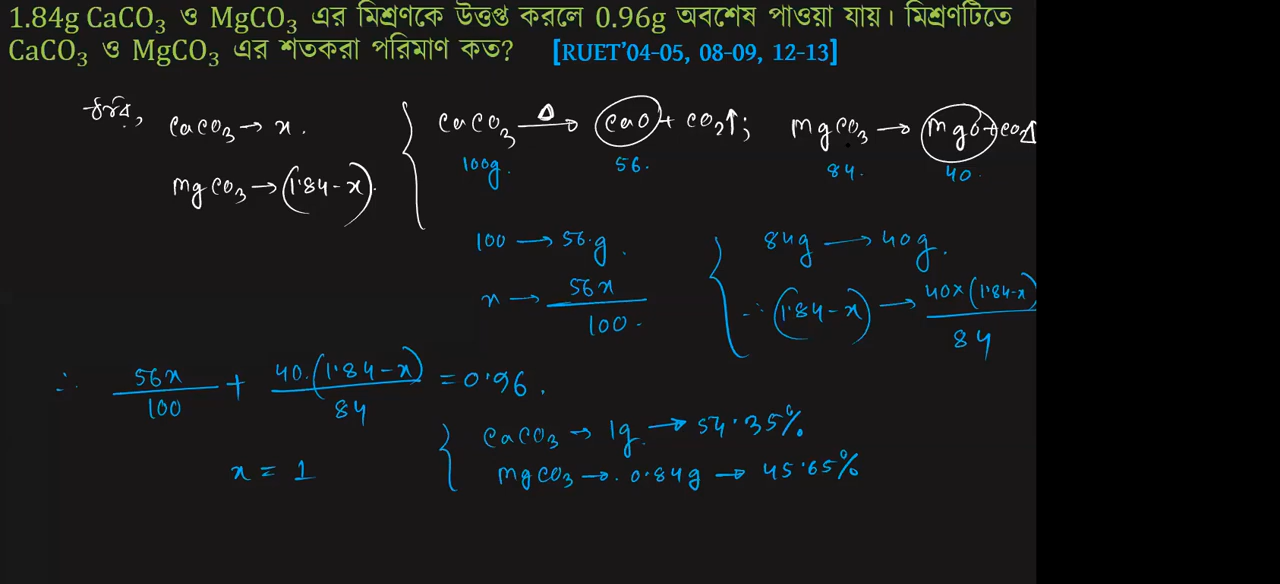 1.84g CaCO₃ ও MgCO₃ এর মিশ্রণকে উত্তপ্ত করলে 0.96g অবশেষ পাওয়া যায়। মিশ্রণটিতে
CaCO₃ ও MgCO₃ এর শতকরা পরিমাণ কত? [RUET'04-05, 08-09, 12-13]
ধরি, CaCO₃ → x.
MgCO₃ → (1.84-x).
CaCO₃ —Δ→ CaO + CO₂↑; MgCO₃ → MgO + CO₂↑
100g. 56. 84. 40.
100 → 56.g.
x → 56x/100.
84g → 40g.
∴ (1.84-x) → 40×(1.84-x)/84
∴ 56x/100 + 40.(1.84-x)/84 = 0.96.
x = 1
CaCO₃ → 1g. → 54.35%
MgCO₃ → 0.84g → 45.65%